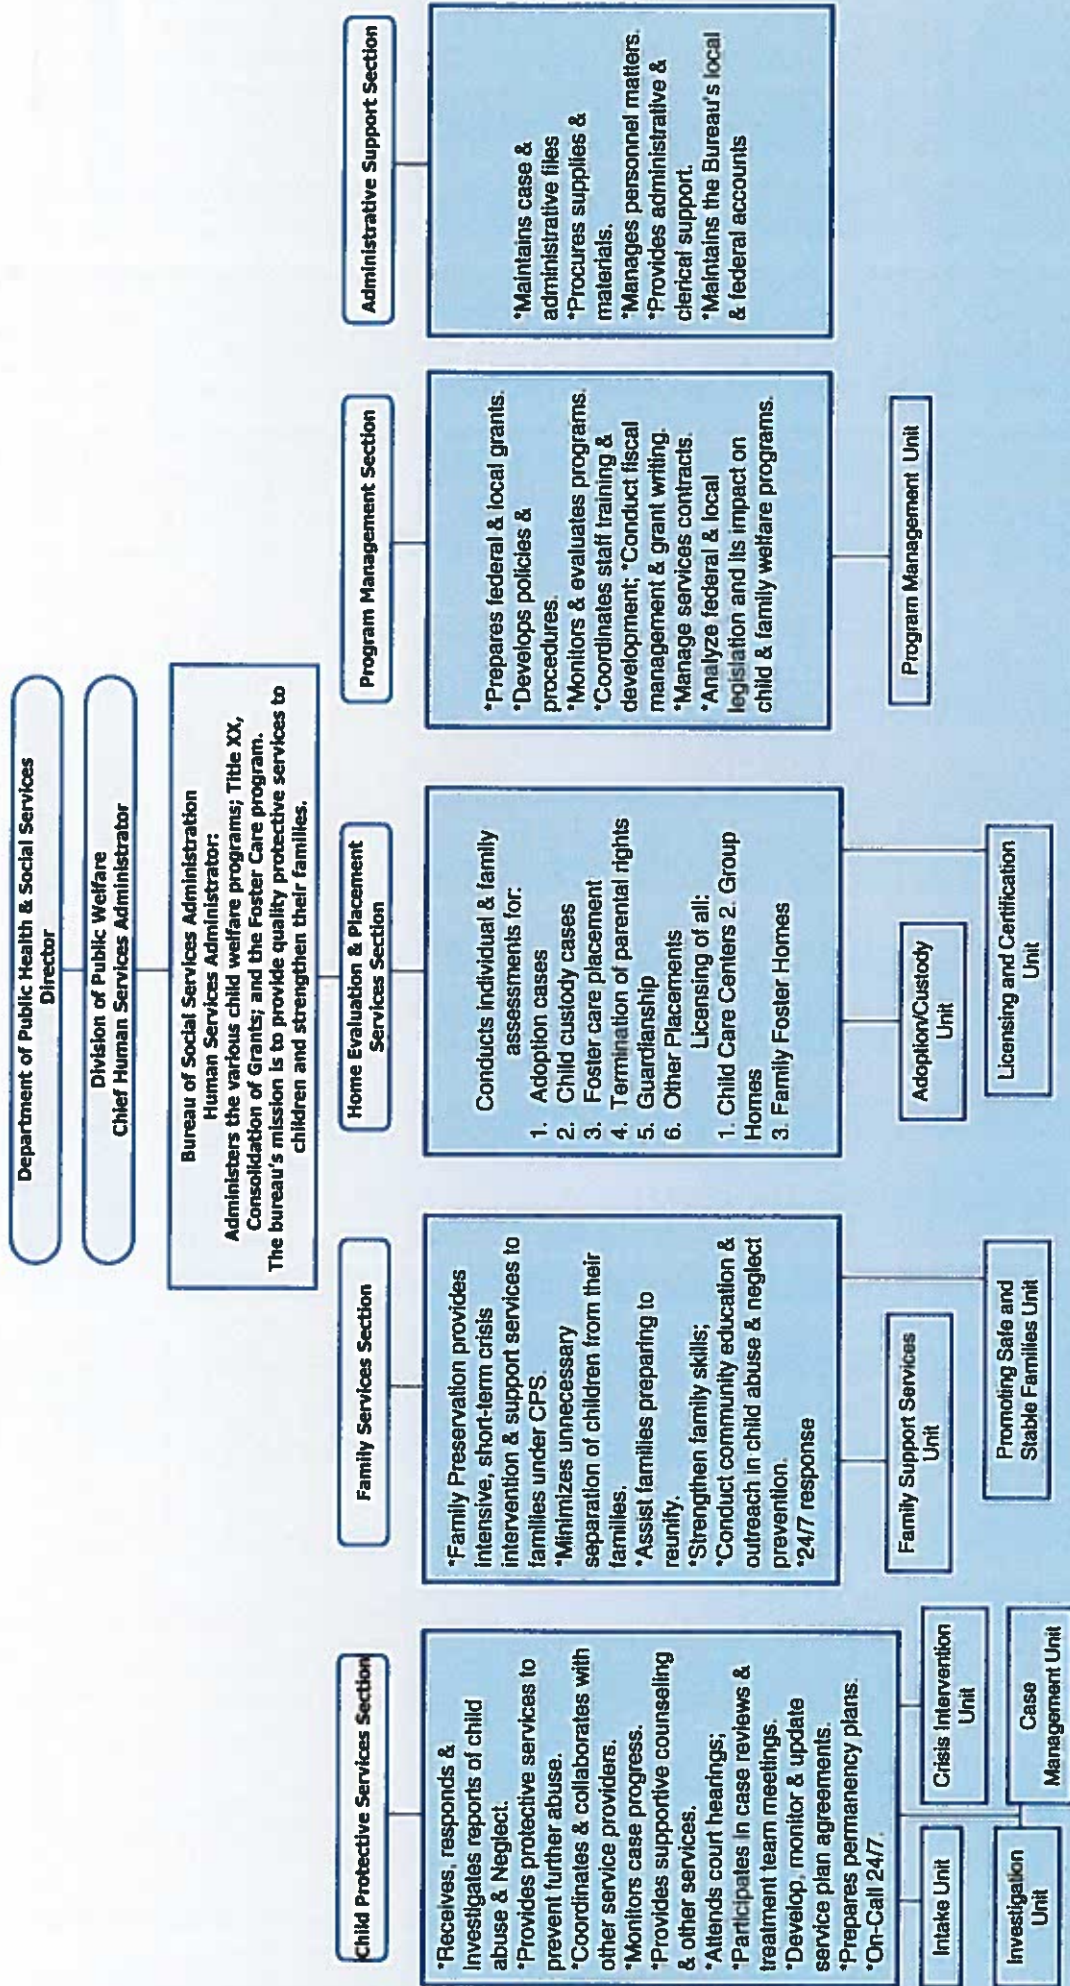 Department of Public Health & Social Services
Director
Division of Public Welfare
Chief Human Services Administrator
Bureau of Social Services Administration
Human Services Administrator:
Administers the various child welfare programs; Title XX,
Consolidation of Grants; and the Foster Care program.
The bureau's mission is to provide quality protective services to
children and strengthen their families.
Child Protective Services Section
*Receives, responds &
Investigates reports of child
abuse & Neglect.
*Provides protective services to
prevent further abuse.
*Coordinates & collaborates with
other service providers.
*Monitors case progress.
*Provides supportive counseling
& other services.
*Attends court hearings;
*Participates in case reviews &
treatment team meetings.
*Develop, monitor & update
service plan agreements.
*Prepares permanency plans.
*On-Call 24/7.
Intake Unit
Crisis Intervention
Unit
Investigation
Unit
Case
Management Unit
Family Services Section
*Family Preservation provides
intensive, short-term crisis
intervention & support services to
families under CPS.
*Minimizes unnecessary
separation of children from their
families.
*Assist families preparing to
reunify.
*Strengthen family skills;
*Conduct community education &
outreach in child abuse & neglect
prevention.
*24/7 response
Family Support Services
Unit
Promoting Safe and
Stable Families Unit
Home Evaluation & Placement
Services Section
Conducts individual & family
assessments for:
1. Adoption cases
2. Child custody cases
3. Foster care placement
4. Termination of parental rights
5. Guardianship
6. Other Placements
Licensing of all:
1. Child Care Centers 2. Group
Homes
3. Family Foster Homes
Adoption/Custody
Unit
Licensing and Certification
Unit
Program Management Section
*Prepares federal & local grants.
*Develops policies &
procedures.
*Monitors & evaluates programs.
*Coordinates staff training &
development; *Conduct fiscal
management & grant writing.
*Manage services contracts.
*Analyze federal & local
legislation and its impact on
child & family welfare programs.
Program Management Unit
Administrative Support Section
*Maintains case &
administrative files
*Procures supplies &
materials.
*Manages personnel matters.
*Provides administrative &
clerical support.
*Maintains the Bureau's local
& federal accounts